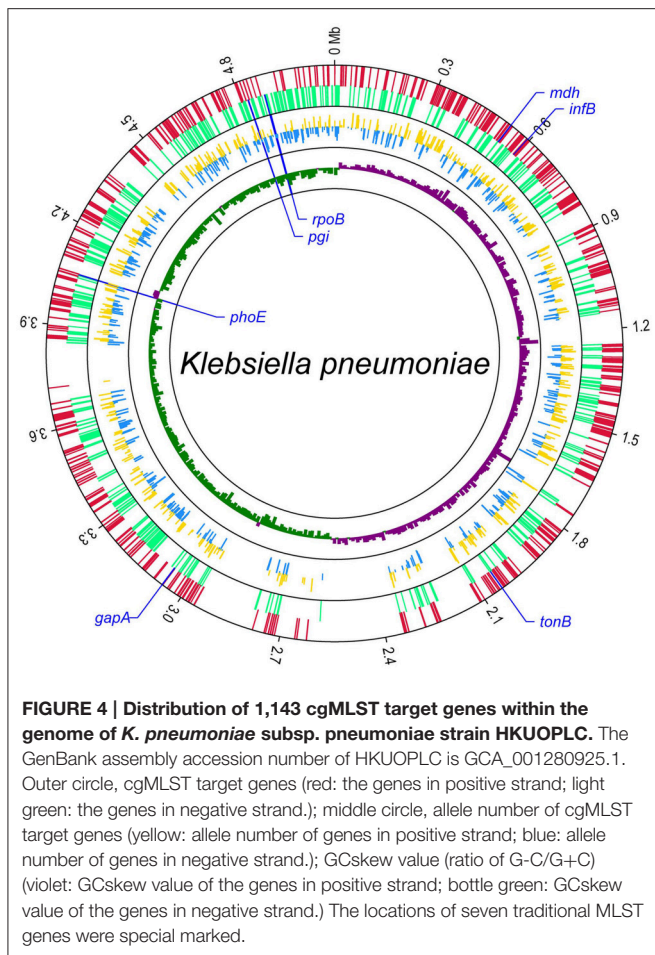 0 Mb
0.3
mdh
infB
0.6
0.9
1.2
1.5
1.8
tonB
2.1
2.4
2.7
3.0
gapA
3.3
3.6
3.9
phoE
4.2
4.5
4.8
rpoB
pgi
Klebsiella pneumoniae
FIGURE 4 | Distribution of 1,143 cgMLST target genes within the
genome of K. pneumoniae subsp. pneumoniae strain HKUOPLC. The
GenBank assembly accession number of HKUOPLC is GCA_001280925.1.
Outer circle, cgMLST target genes (red: the genes in positive strand; light
green: the genes in negative strand.); middle circle, allele number of cgMLST
target genes (yellow: allele number of genes in positive strand; blue: allele
number of genes in negative strand.); GCskew value (ratio of G-C/G+C)
(violet: GCskew value of the genes in positive strand; bottle green: GCskew
value of the genes in negative strand.) The locations of seven traditional MLST
genes were special marked.